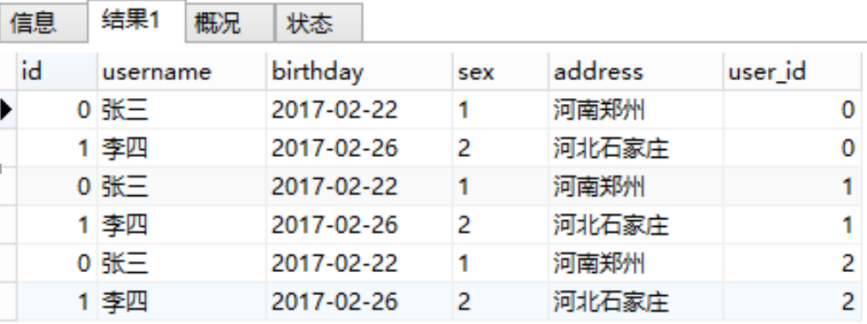 信息 结果1 概况 状态
id username birthday sex address user_id
0 张三 2017-02-22 1 河南郑州 0
1 李四 2017-02-26 2 河北石家庄 0
0 张三 2017-02-22 1 河南郑州 1
1 李四 2017-02-26 2 河北石家庄 1
0 张三 2017-02-22 1 河南郑州 2
1 李四 2017-02-26 2 河北石家庄 2